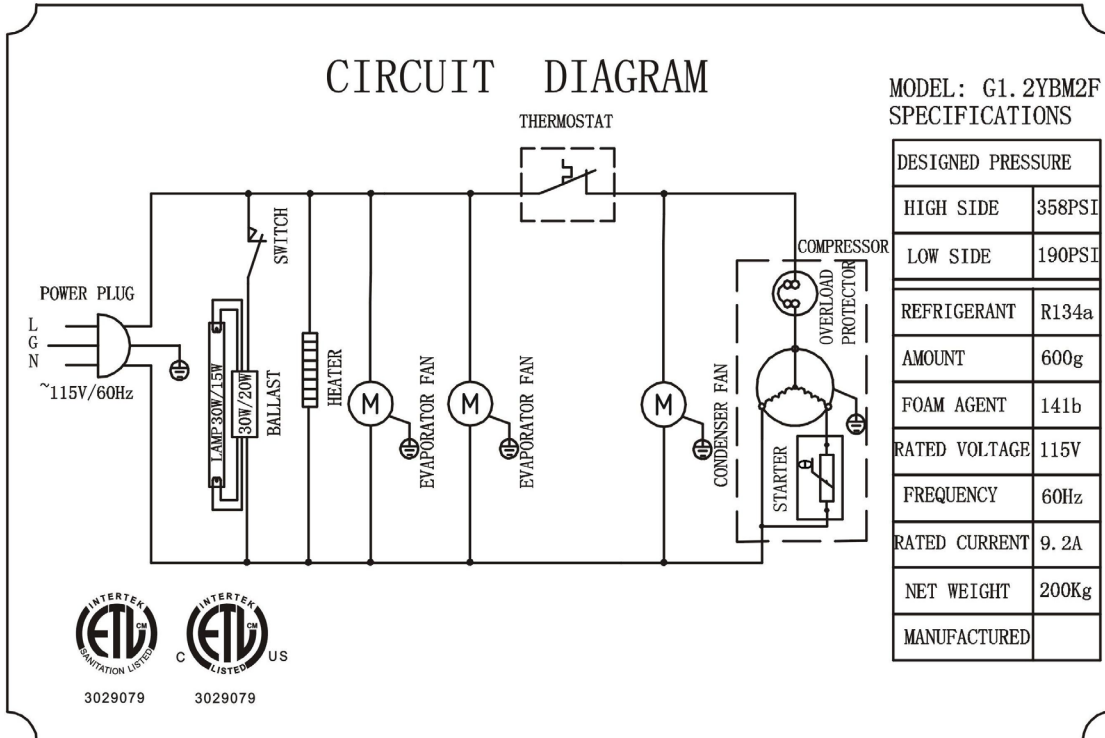 CIRCUIT DIAGRAM
MODEL: G1.2YBM2F
SPECIFICATIONS
DESIGNED PRESSURE
HIGH SIDE 358PSI
LOW SIDE 190PSI
REFRIGERANT R134a
AMOUNT 600g
FOAM AGENT 141b
RATED VOLTAGE 115V
FREQUENCY 60Hz
RATED CURRENT 9.2A
NET WEIGHT 200Kg
MANUFACTURED
THERMOSTAT
SWITCH
COMPRESSOR
OVERLOAD
PROTECTOR
POWER PLUG
L
G
N
~115V/60Hz
LAMP30W/15W
30W/20W
BALLAST
HEATER
M
EVAPORATOR FAN
M
EVAPORATOR FAN
M
CONDENSER FAN
STARTER
θ
INTERTEK
ETL CM
SANITATION LISTED
3029079
INTERTEK
ETL CM
C US
LISTED
3029079